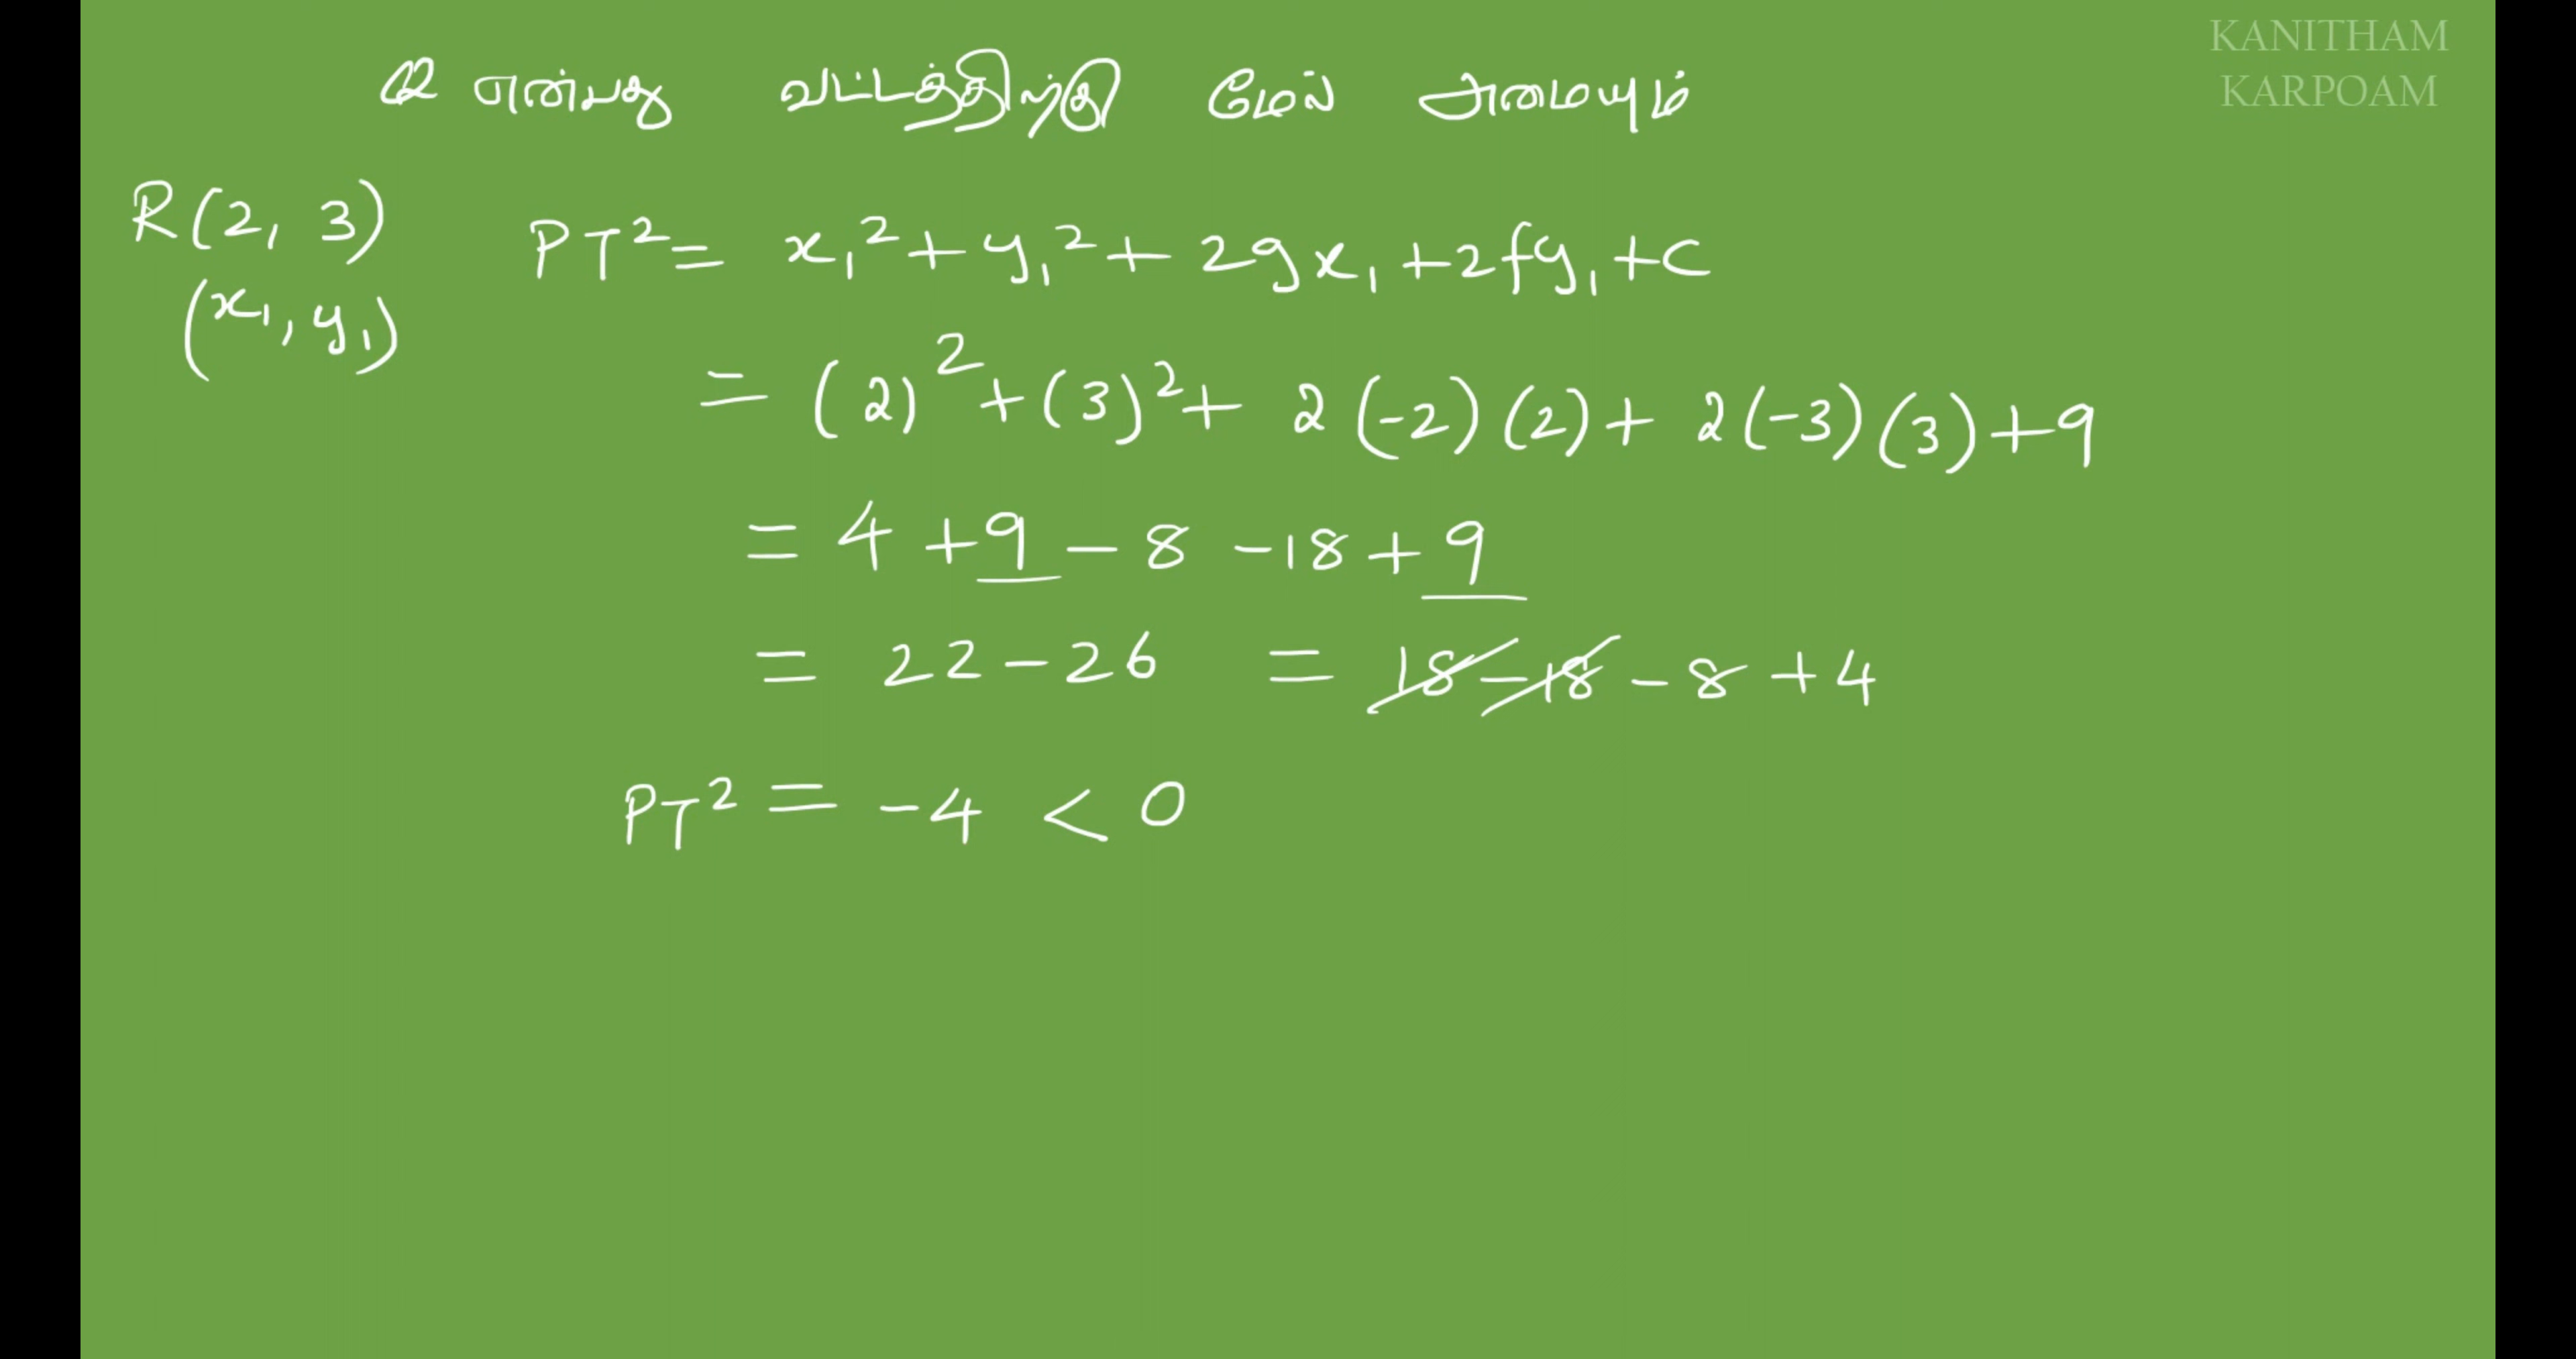 KANITHAM
KARPOAM
Q என்பது வட்டத்திற்கு மேல் அமையும்
R(2, 3) PT² = x₁² + y₁² + 2gx₁ + 2fy₁ + c
(x₁, y₁)
= (2)² + (3)² + 2(-2)(2) + 2(-3)(3) + 9
= 4 + 9 - 8 - 18 + 9
= 22 - 26 = 18 - 18 - 8 + 4
PT² = -4 < 0